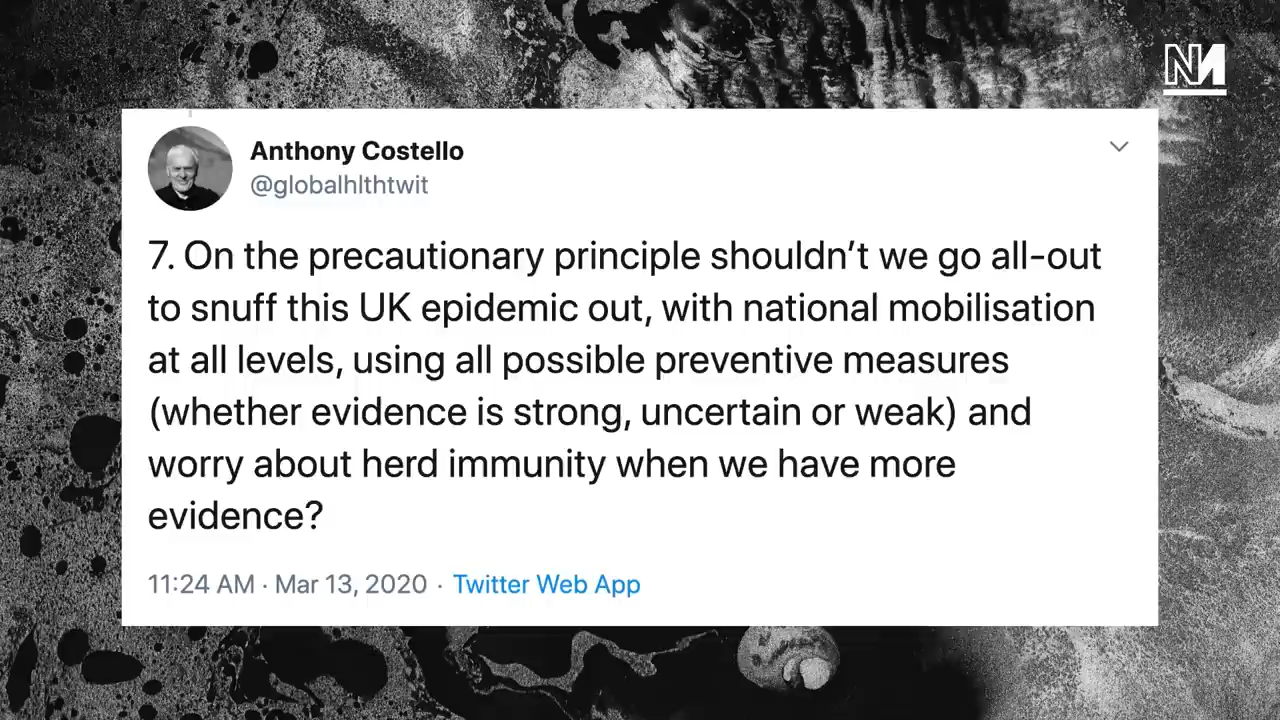 NM
Anthony Costello
@globalhlthtwit
7. On the precautionary principle shouldn’t we go all-out
to snuff this UK epidemic out, with national mobilisation
at all levels, using all possible preventive measures
(whether evidence is strong, uncertain or weak) and
worry about herd immunity when we have more
evidence?
11:24 AM · Mar 13, 2020 · Twitter Web App